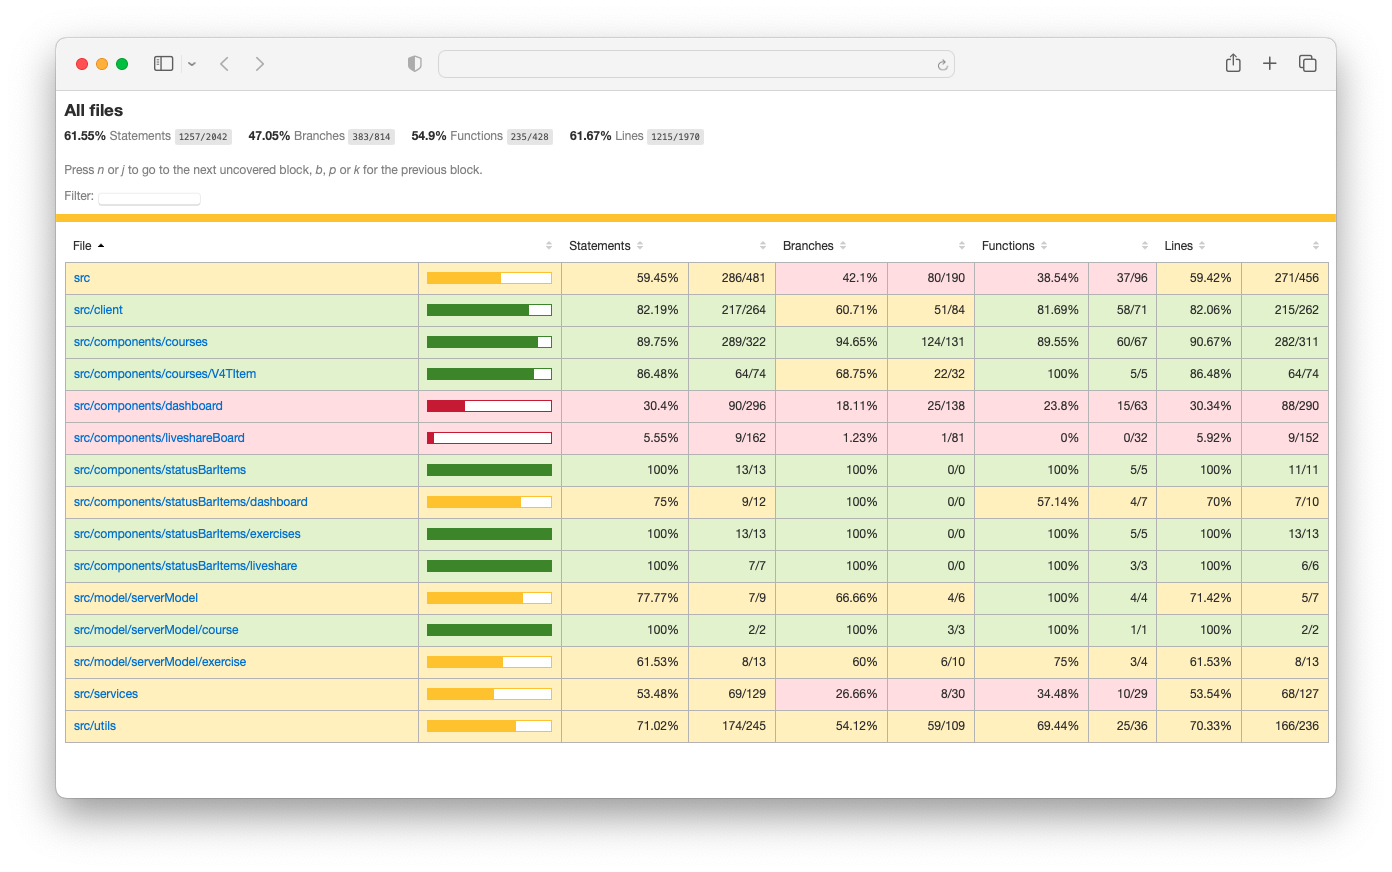 All files
61.55% Statements 1257/2042 47.05% Branches 383/814 54.9% Functions 235/428 61.67% Lines 1215/1970
Press n or j to go to the next uncovered block, b, p or k for the previous block.
Filter:
File Statements Branches Functions Lines
src 59.45% 286/481 42.1% 80/190 38.54% 37/96 59.42% 271/456
src/client 82.19% 217/264 60.71% 51/84 81.69% 58/71 82.06% 215/262
src/components/courses 89.75% 289/322 94.65% 124/131 89.55% 60/67 90.67% 282/311
src/components/courses/V4TItem 86.48% 64/74 68.75% 22/32 100% 5/5 86.48% 64/74
src/components/dashboard 30.4% 90/296 18.11% 25/138 23.8% 15/63 30.34% 88/290
src/components/liveshareBoard 5.55% 9/162 1.23% 1/81 0% 0/32 5.92% 9/152
src/components/statusBarItems 100% 13/13 100% 0/0 100% 5/5 100% 11/11
src/components/statusBarItems/dashboard 75% 9/12 100% 0/0 57.14% 4/7 70% 7/10
src/components/statusBarItems/exercises 100% 13/13 100% 0/0 100% 5/5 100% 13/13
src/components/statusBarItems/liveshare 100% 7/7 100% 0/0 100% 3/3 100% 6/6
src/model/serverModel 77.77% 7/9 66.66% 4/6 100% 4/4 71.42% 5/7
src/model/serverModel/course 100% 2/2 100% 3/3 100% 1/1 100% 2/2
src/model/serverModel/exercise 61.53% 8/13 60% 6/10 75% 3/4 61.53% 8/13
src/services 53.48% 69/129 26.66% 8/30 34.48% 10/29 53.54% 68/127
src/utils 71.02% 174/245 54.12% 59/109 69.44% 25/36 70.33% 166/236